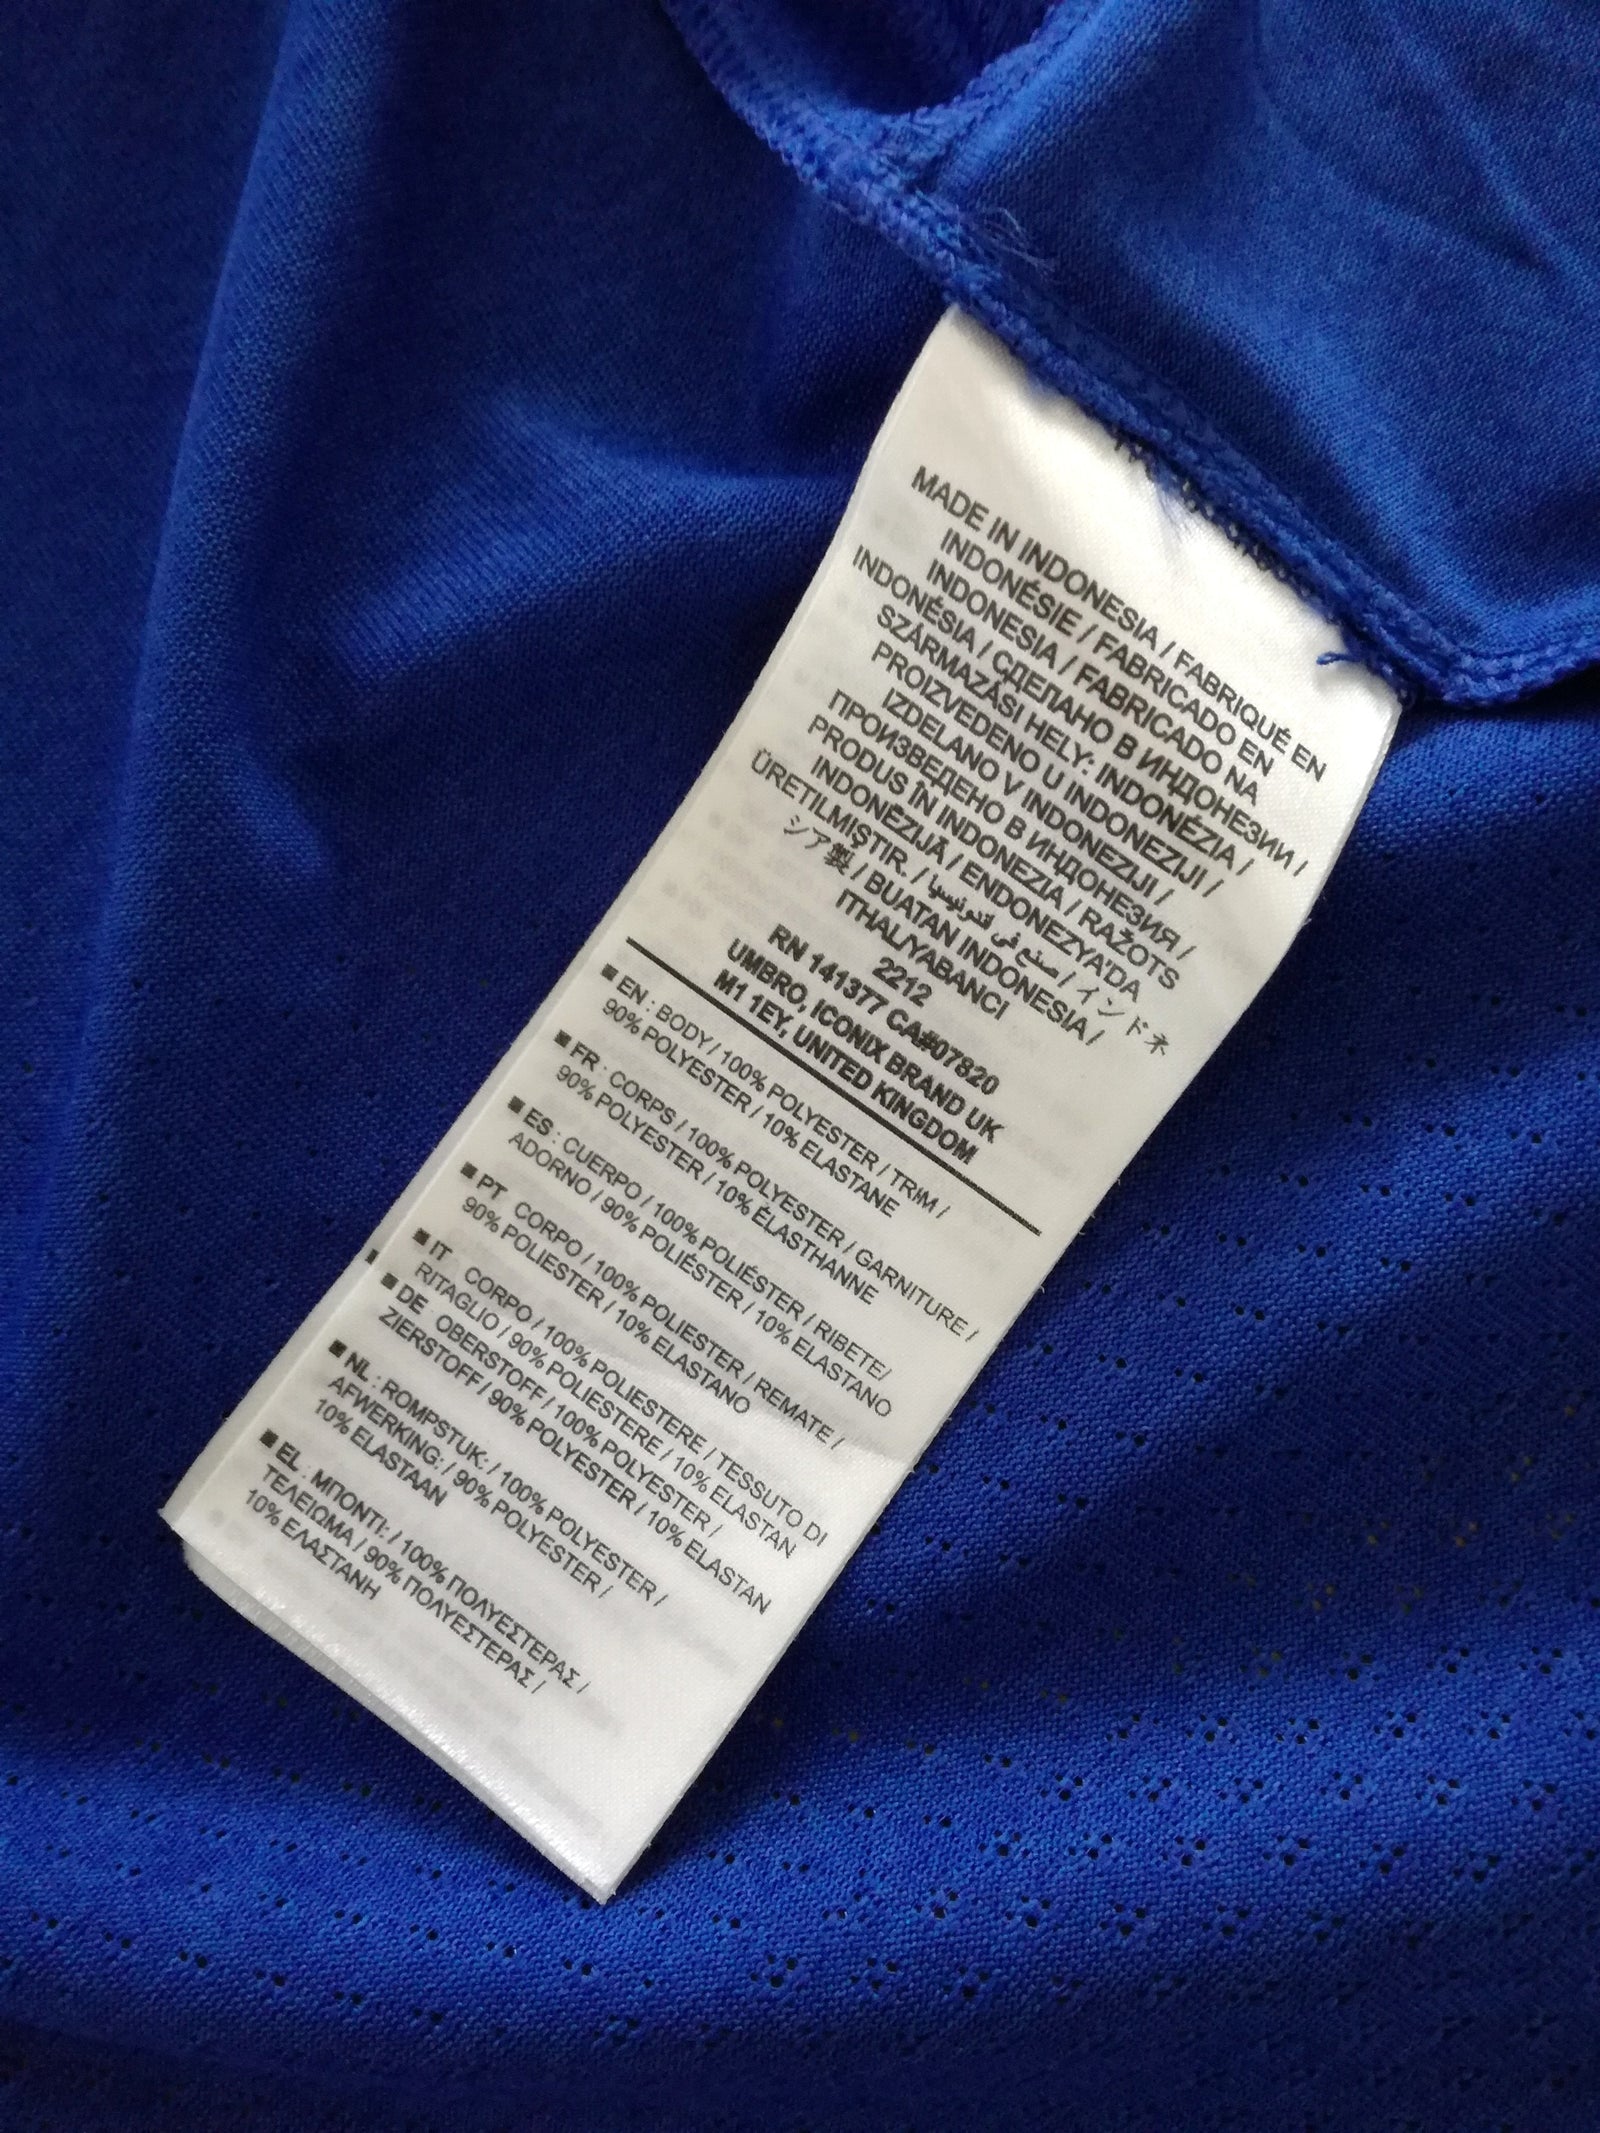 MADE IN INDONESIA / FABRIQUÉ EN
INDONÉSIE / FABRICADO EN
INDONESIA / FABRICADO NA
INDONÉSIA / СДЕЛАНО В ИНДОНЕЗИИ /
SZÁRMAZÁSI HELY: INDONÉZIA /
PROIZVEDENO U INDONEZIJI /
IZDELANO V INDONEZIJI /
ПРОИЗВЕДЕНО В ИНДОНЕЗИЯ /
PRODUS ÎN INDONEZIA / RAŽOTS
INDONĒZIJĀ / ENDONEZYA'DA
ÜRETILMIŞTIR. / صنع في اندونيسيا / インドネ
シア製 / BUATAN INDONESIA /
ITHALIYABANCI
2212
RN 141377 CA#07820
UMBRO, ICONIX BRAND UK
M1 1EY, UNITED KINGDOM
■ EN : BODY / 100% POLYESTER / TRIM /
90% POLYESTER / 10% ELASTANE
■ FR : CORPS / 100% POLYESTER / GARNITURE /
90% POLYESTER / 10% ÉLASTHANNE
■ ES : CUERPO / 100% POLIÉSTER / RIBETE/
ADORNO / 90% POLIÉSTER / 10% ELASTANO
■ PT CORPO / 100% POLIESTER / REMATE /
90% POLIESTER / 10% ELASTANO
■ IT CORPO / 100% POLIESTERE / TESSUTO DI
RITAGLIO / 90% POLIESTERE / 10% ELASTAN
■ DE OBERSTOFF / 100% POLYESTER /
ZIERSTOFF / 90% POLYESTER / 10% ELASTAN
■ NL : ROMPSTUK: / 100% POLYESTER /
AFWERKING: / 90% POLYESTER /
10% ELASTAAN
■ EL : ΜΠΟΝΤΙ: / 100% ΠΟΛΥΕΣΤΕΡΑΣ /
ΤΕΛΕΙΩΜΑ / 90% ΠΟΛΥΕΣΤΕΡΑΣ /
10% ΕΛΑΣΤΑΝΗ